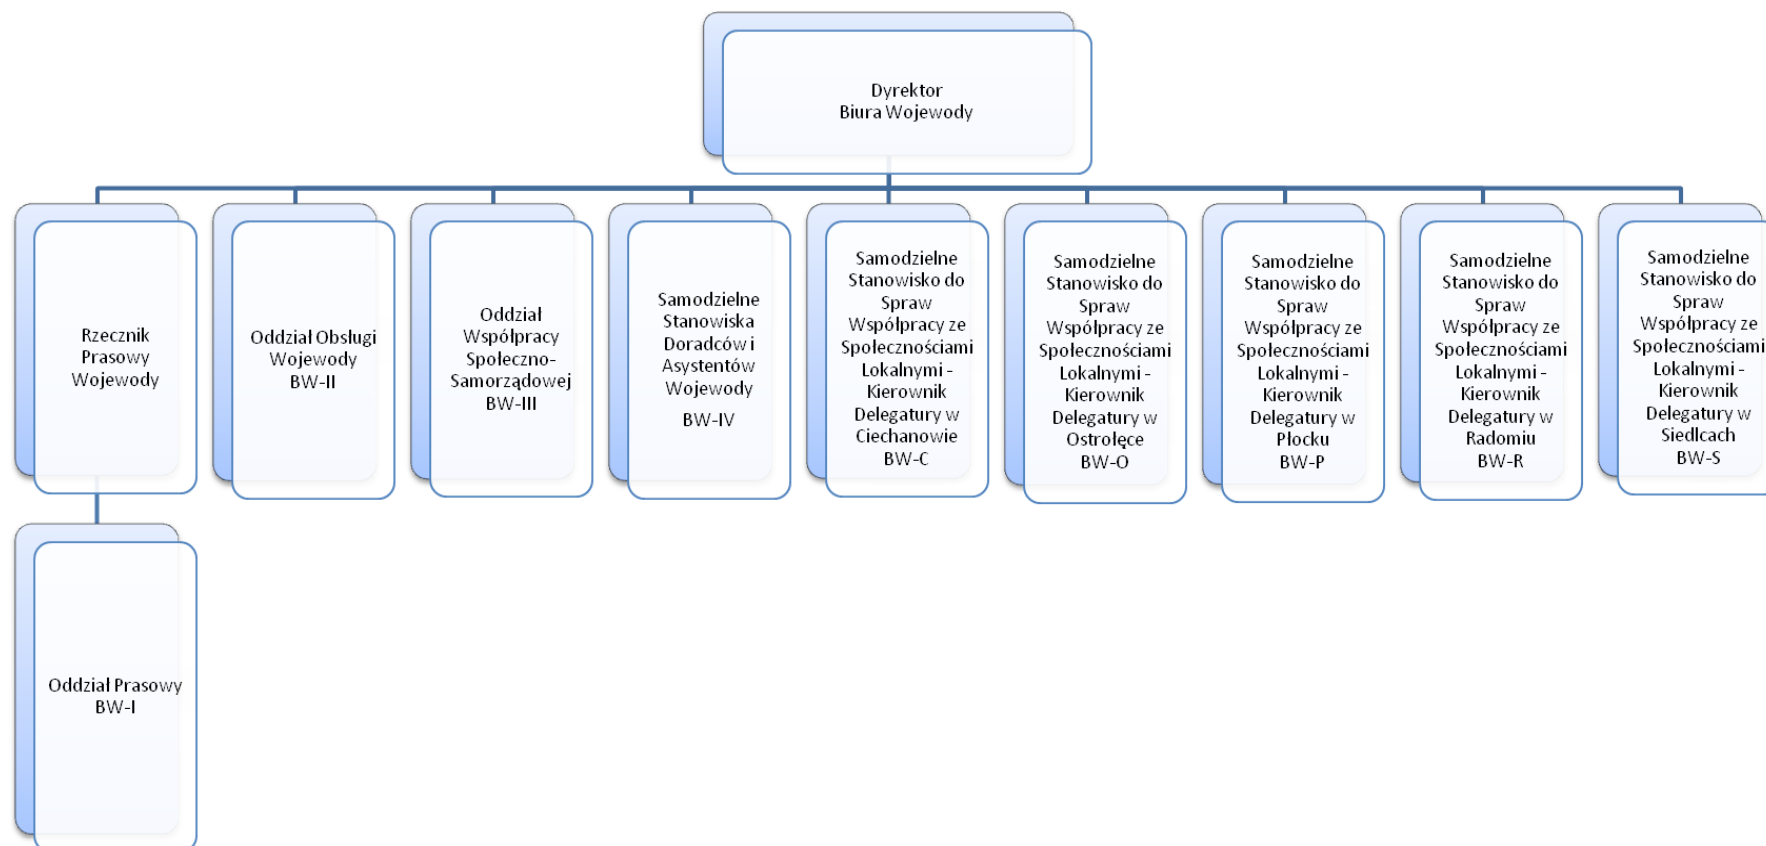 Dyrektor
Biura Wojewody
Rzecznik
Prasowy
Wojewody
Oddział Obsługi
Wojewody
BW-II
Oddział
Współpracy
Społeczno-
Samorządowej
BW-III
Samodzielne
Stanowiska
Doradców i
Asystentów
Wojewody
BW-IV
Samodzielne
Stanowisko do
Spraw
Współpracy ze
Społecznościami
Lokalnymi -
Kierownik
Delegatury w
Ciechanowie
BW-C
Samodzielne
Stanowisko do
Spraw
Współpracy ze
Społecznościami
Lokalnymi -
Kierownik
Delegatury w
Ostrołęce
BW-O
Samodzielne
Stanowisko do
Spraw
Współpracy ze
Społecznościami
Lokalnymi -
Kierownik
Delegatury w
Płocku
BW-P
Samodzielne
Stanowisko do
Spraw
Współpracy ze
Społecznościami
Lokalnymi -
Kierownik
Delegatury w
Radomiu
BW-R
Samodzielne
Stanowisko do
Spraw
Współpracy ze
Społecznościami
Lokalnymi -
Kierownik
Delegatury w
Siedlcach
BW-S
Oddział Prasowy
BW-I